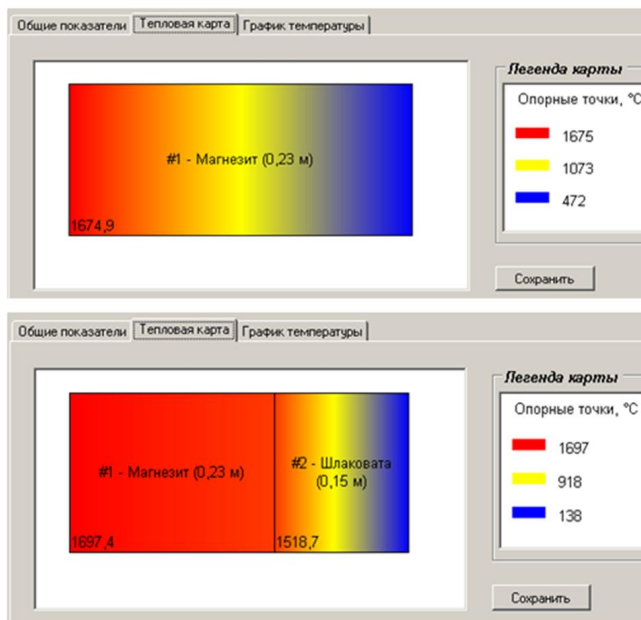 Общие показатели Тепловая карта График температуры
Легенда карты
Опорные точки, °C
#1 - Магнезит (0,23 м)
1674,9
1675
1073
472
Сохранить
Общие показатели Тепловая карта График температуры
Легенда карты
Опорные точки, °C
#1 - Магнезит (0,23 м)
#2 - Шлаковата
(0,15 м)
1697,4
1518,7
1697
918
138
Сохранить